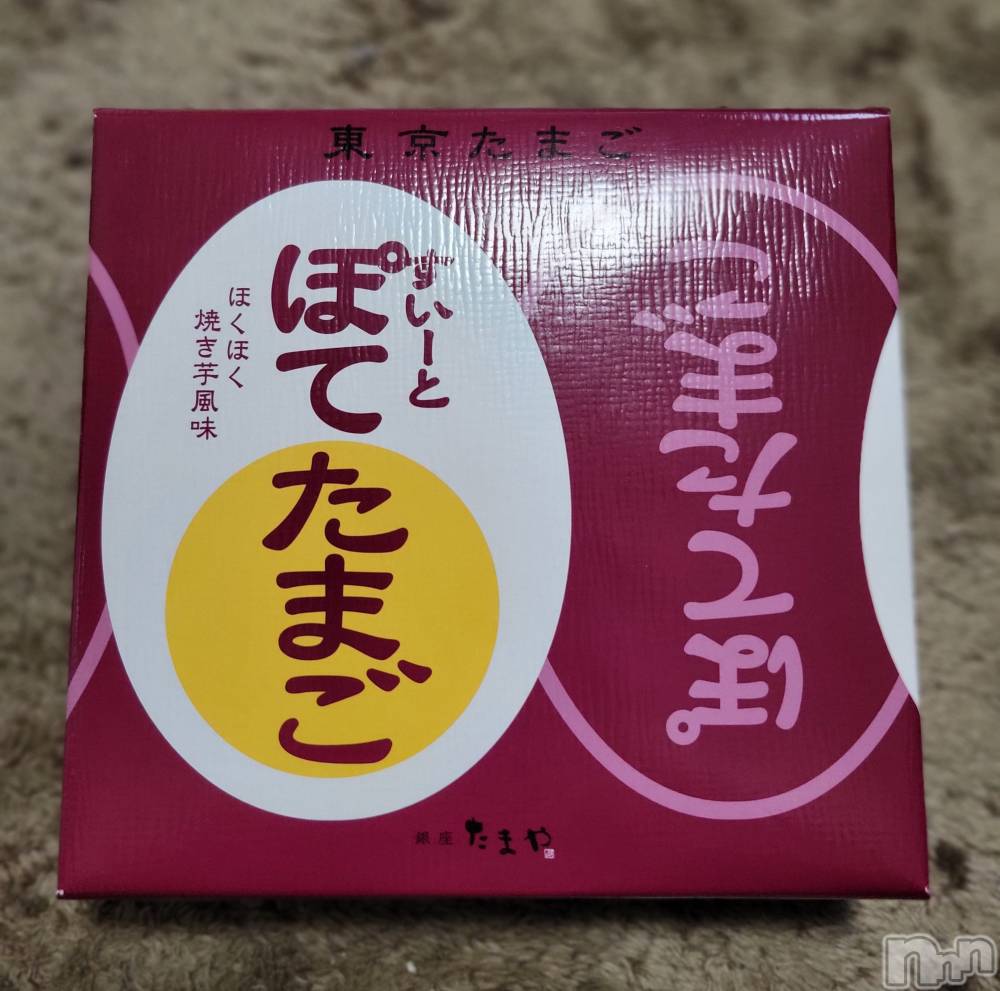 東京たまご
すいーと
ぽてたまご
ほくほく
焼き芋風味
ぽてたまご
銀座 たまや
nnn